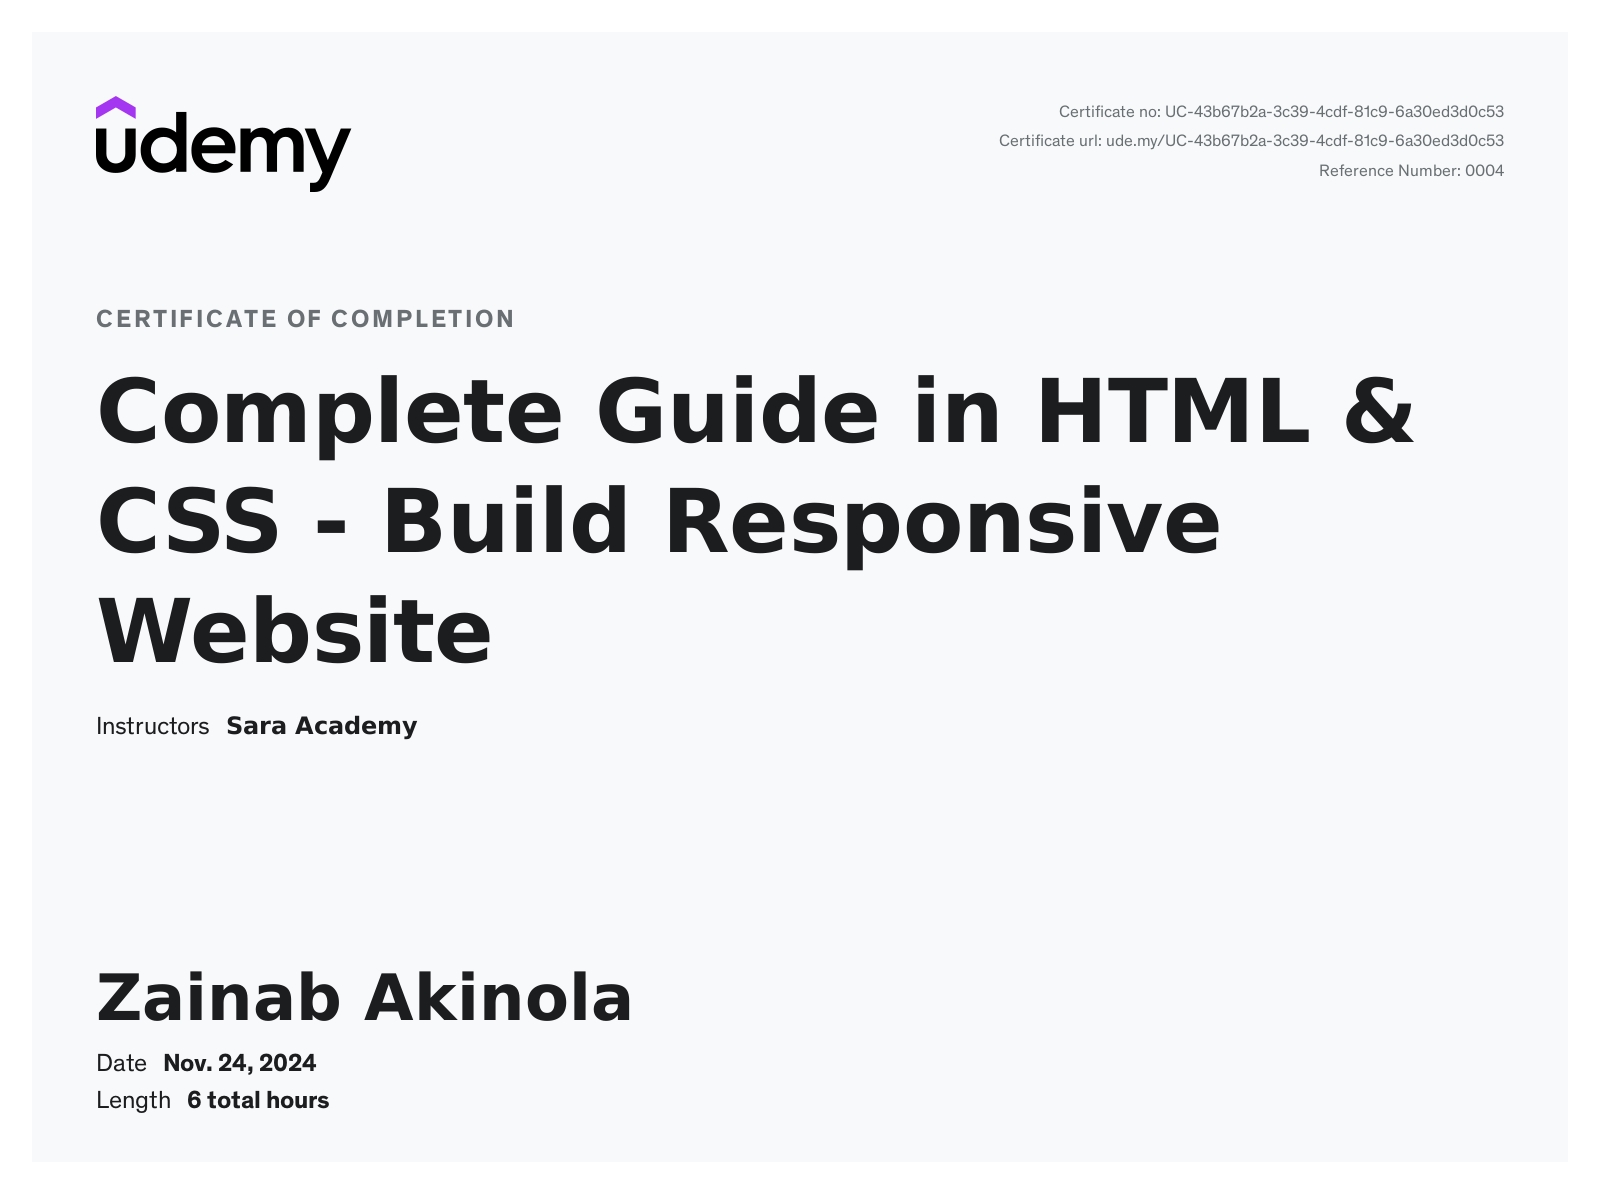 udemy
Certificate no: UC-43b67b2a-3c39-4cdf-81c9-6a30ed3d0c53
Certificate url: ude.my/UC-43b67b2a-3c39-4cdf-81c9-6a30ed3d0c53
Reference Number: 0004
CERTIFICATE OF COMPLETION
Complete Guide in HTML &
CSS - Build Responsive
Website
Instructors Sara Academy
Zainab Akinola
Date Nov. 24, 2024
Length 6 total hours